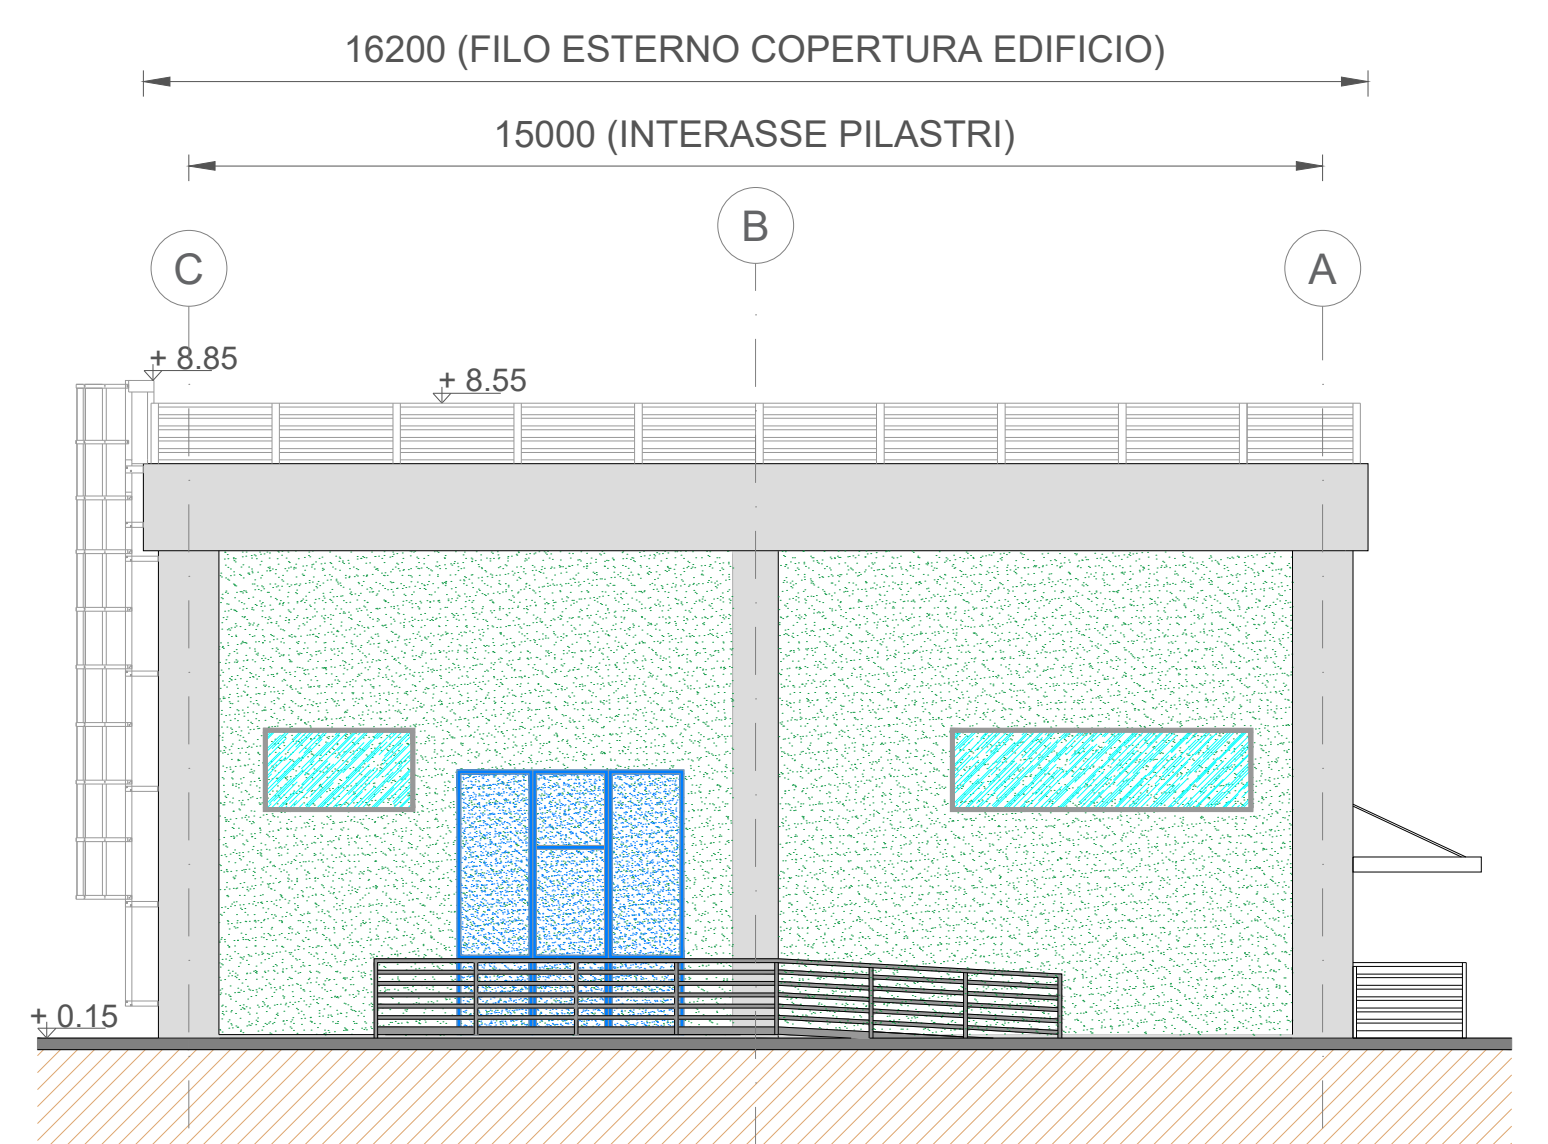 16200 (FILO ESTERNO COPERTURA EDIFICIO)
15000 (INTERASSE PILASTRI)
B
C
A
+ 8.85
+ 8.55
+ 0.15